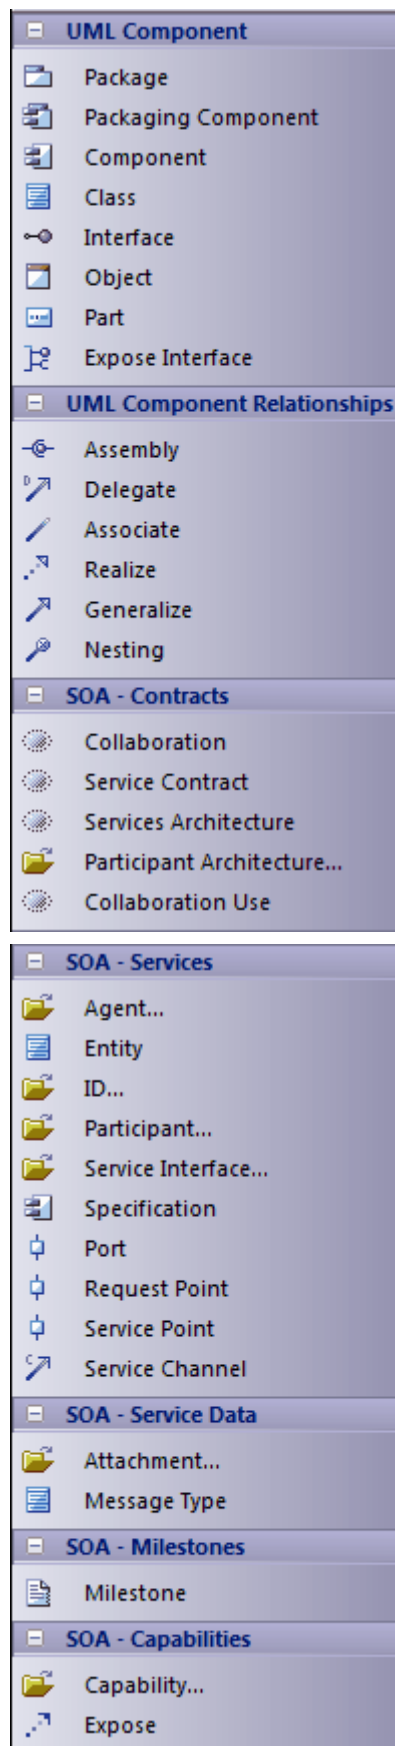 UML Component
Package
Packaging Component
Component
Class
Interface
Object
Part
Expose Interface
UML Component Relationships
Assembly
Delegate
Associate
Realize
Generalize
Nesting
SOA - Contracts
Collaboration
Service Contract
Services Architecture
Participant Architecture...
Collaboration Use
SOA - Services
Agent...
Entity
ID...
Participant...
Service Interface...
Specification
Port
Request Point
Service Point
Service Channel
SOA - Service Data
Attachment...
Message Type
SOA - Milestones
Milestone
SOA - Capabilities
Capability...
Expose